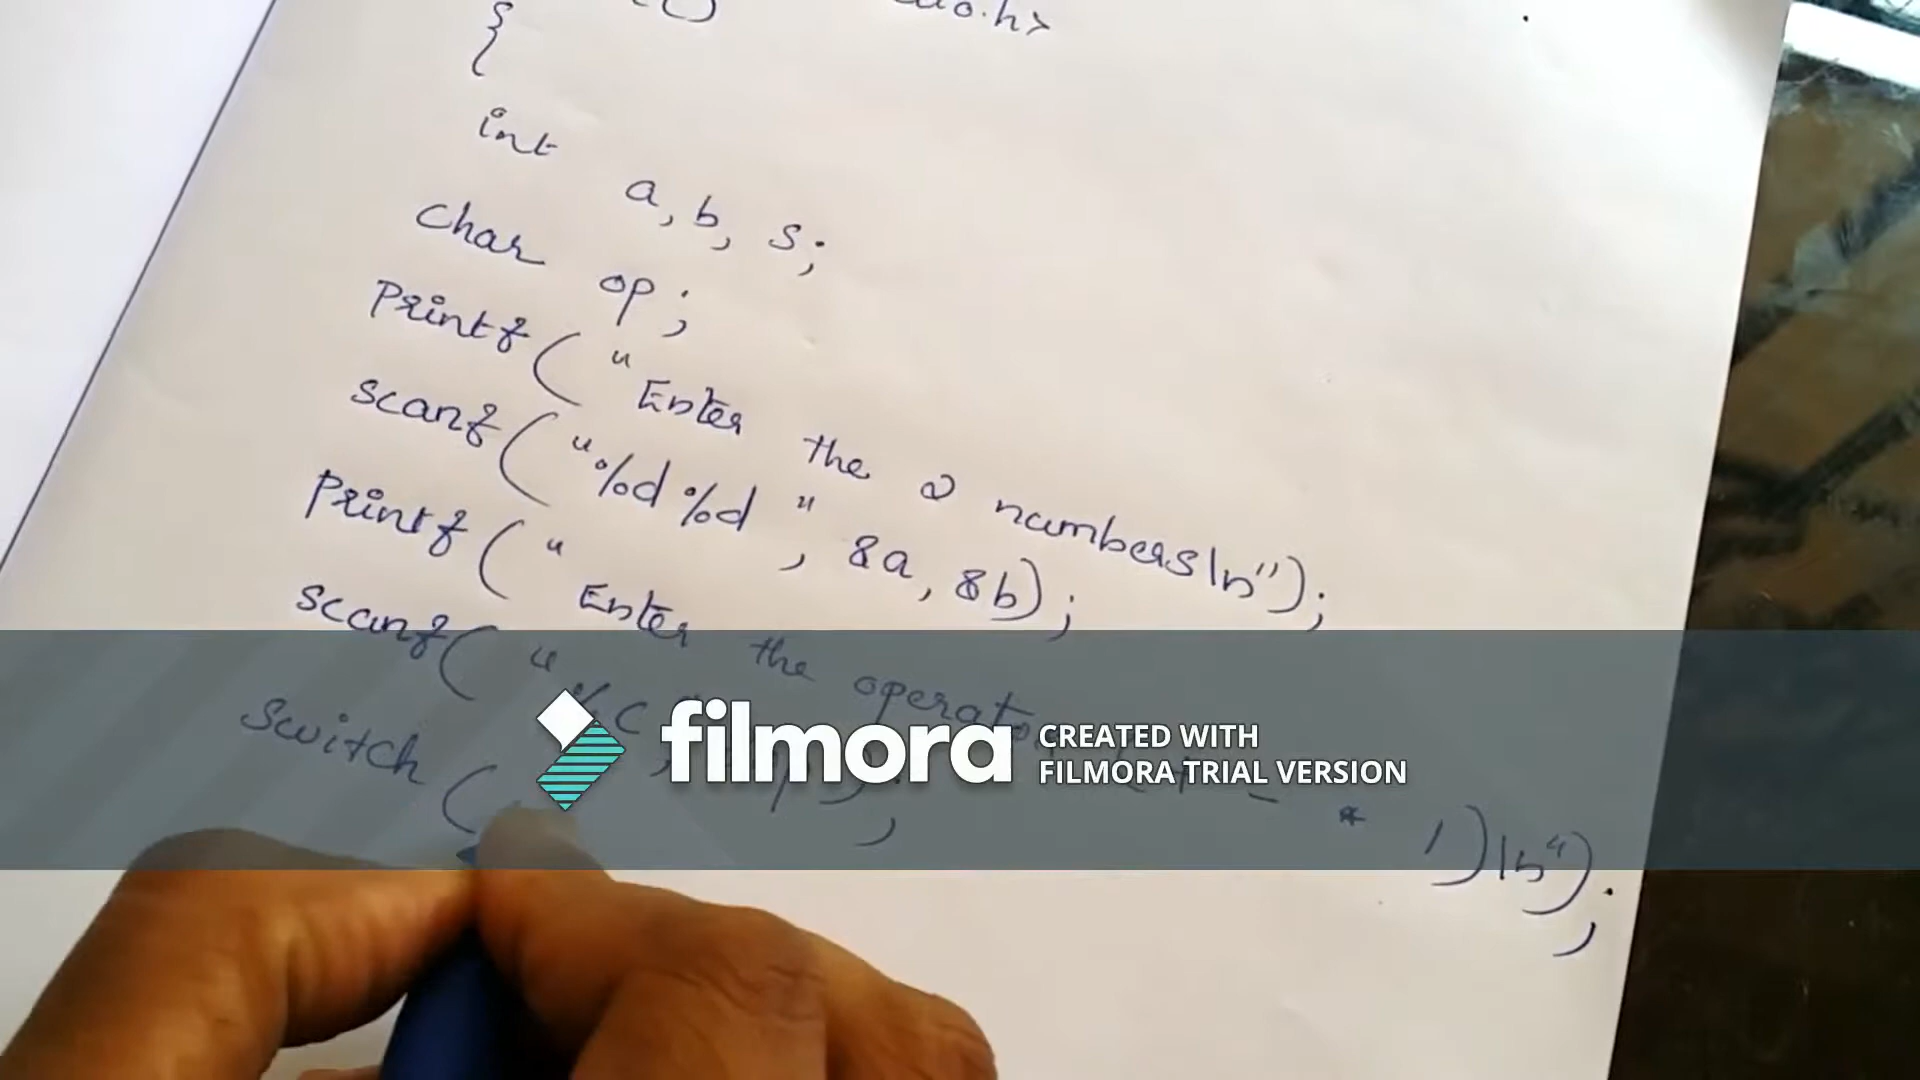 {
int a, b, s;
char op;
Printf ("Enter the 2 numbers\n");
scanf ("%d %d", &a, &b);
Printf (" Enter the operator + - * /)\n");
scanf ("%c", op);
switch (
filmora
CREATED WITH
FILMORA TRIAL VERSION